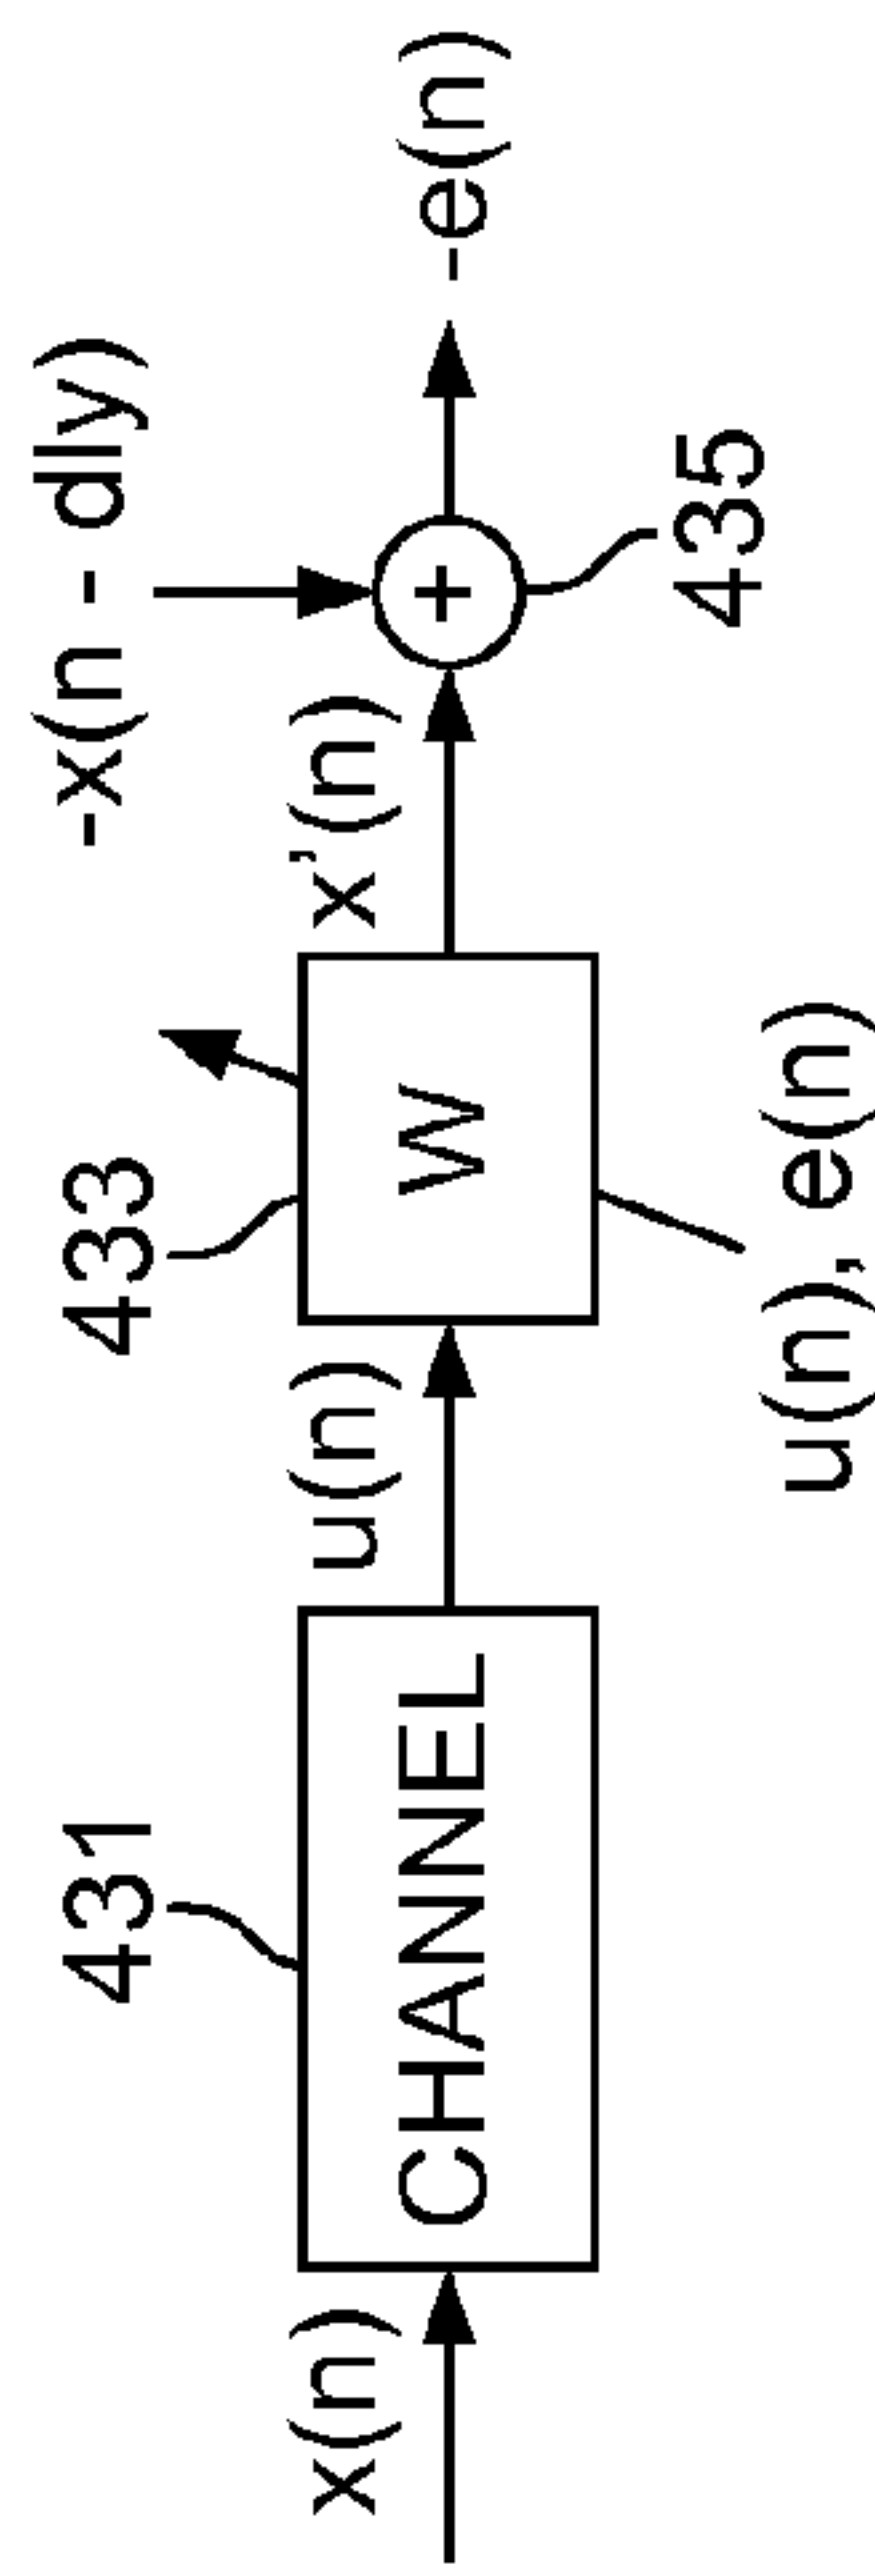 -x(n - dly)
431
433
x(n)
u(n)
x’(n)
CHANNEL
W
+
-e(n)
435
u(n), e(n)